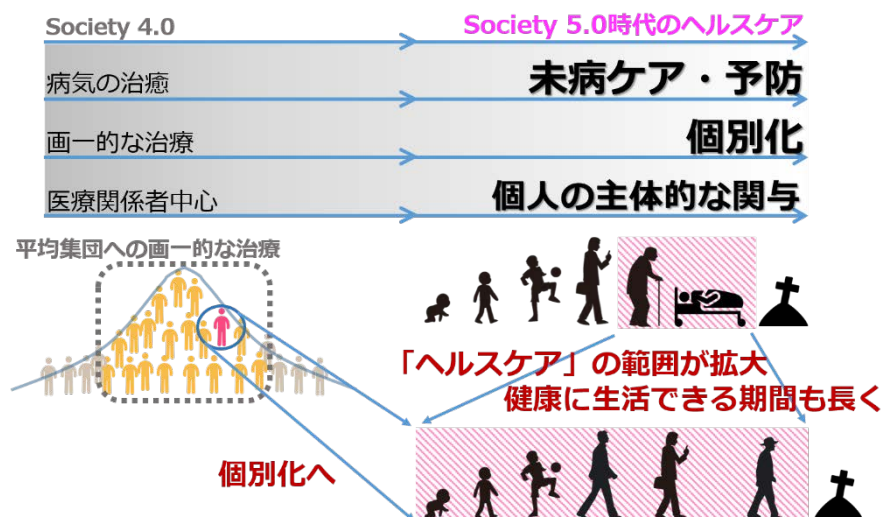 Society 4.0
Society 5.0時代のヘルスケア
病気の治癒
未病ケア・予防
画一的な治療
個別化
医療関係者中心
個人の主体的な関与
平均集団への画一的な治療
「ヘルスケア」の範囲が拡大
健康に生活できる期間も長く
個別化へ